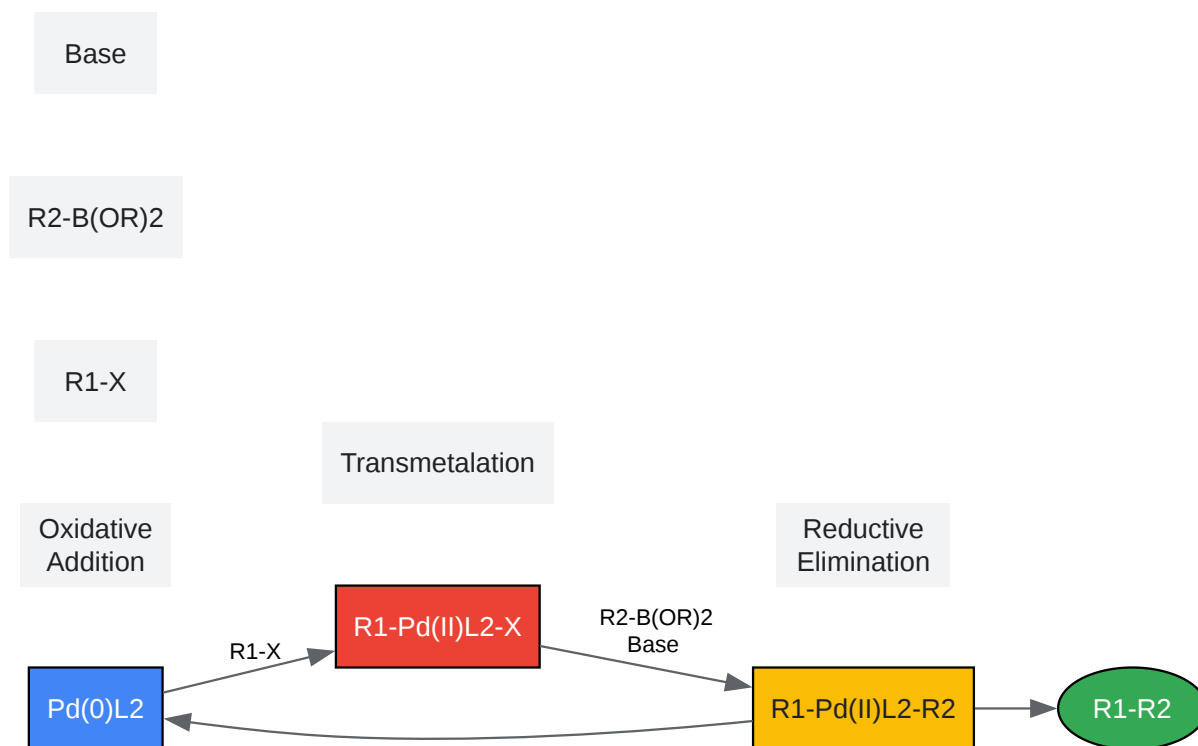 Base
R2-B(OR)2
R1-X
Transmetalation
Oxidative
Addition
Reductive
Elimination
R1-Pd(II)L2-X
R2-B(OR)2
Base
R1-X
Pd(0)L2
R1-Pd(II)L2-R2
R1-R2